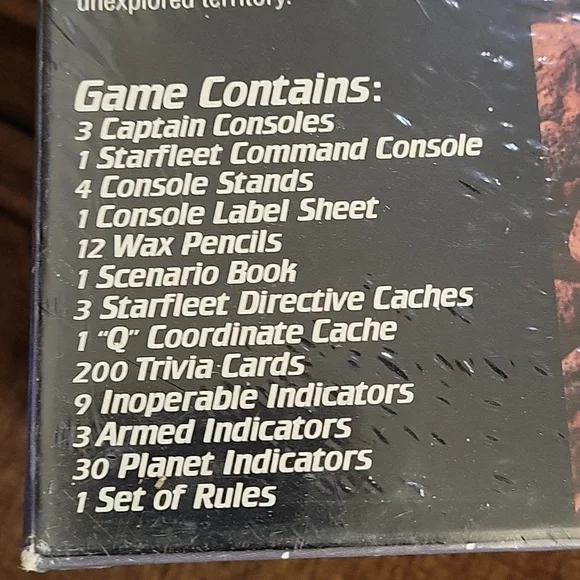 unexplored territory.
Game Contains:
3 Captain Consoles
1 Starfleet Command Console
4 Console Stands
1 Console Label Sheet
12 Wax Pencils
1 Scenario Book
3 Starfleet Directive Caches
1 “Q” Coordinate Cache
200 Trivia Cards
9 Inoperable Indicators
3 Armed Indicators
30 Planet Indicators
1 Set of Rules